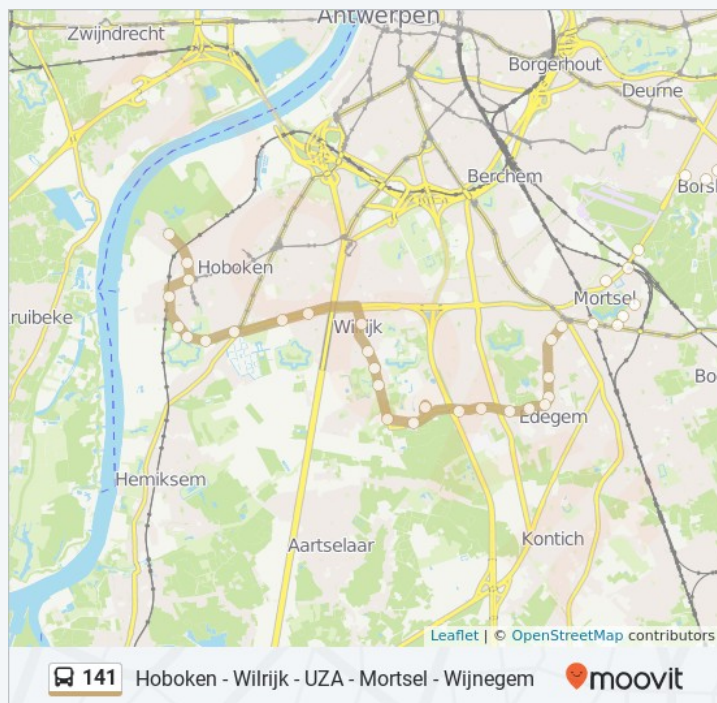 Antwerpen
Zwijndrecht
Borgerhout
Deurne
Berchem
Hoboken
Mortsel
ruibeke
Wilrijk
Edegem
Hemiksem
Kontich
Aartselaar
Leaflet | © OpenStreetMap contributors
141 Hoboken - Wilrijk - UZA - Mortsel - Wijnegem moovit